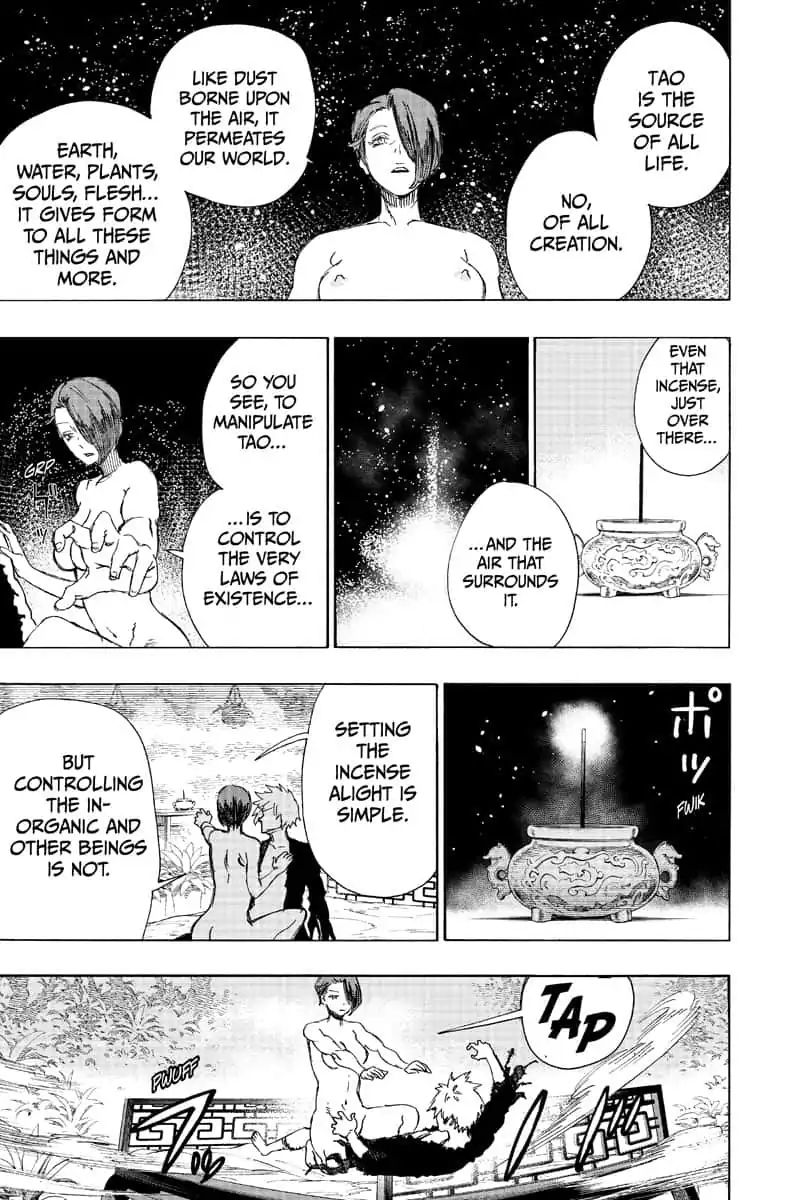 TAO
IS THE
SOURCE
OF ALL
LIFE.
NO,
OF ALL
CREATION.
LIKE DUST
BORNE UPON
THE AIR, IT
PERMEATES
OUR WORLD.
EARTH,
WATER, PLANTS,
SOULS, FLESH...
IT GIVES FORM
TO ALL THESE
THINGS AND
MORE.
EVEN
THAT
INCENSE,
JUST
OVER
THERE...
...AND THE
AIR THAT
SURROUNDS
IT.
SO YOU
SEE, TO
MANIPULATE
TAO...
...IS TO
CONTROL
THE VERY
LAWS OF
EXISTENCE...
GRP
ポッ
FWIK
SETTING
THE
INCENSE
ALIGHT IS
SIMPLE.
BUT
CONTROLLING
THE IN-
ORGANIC AND
OTHER BEINGS
IS NOT.
TAP
FWUFF